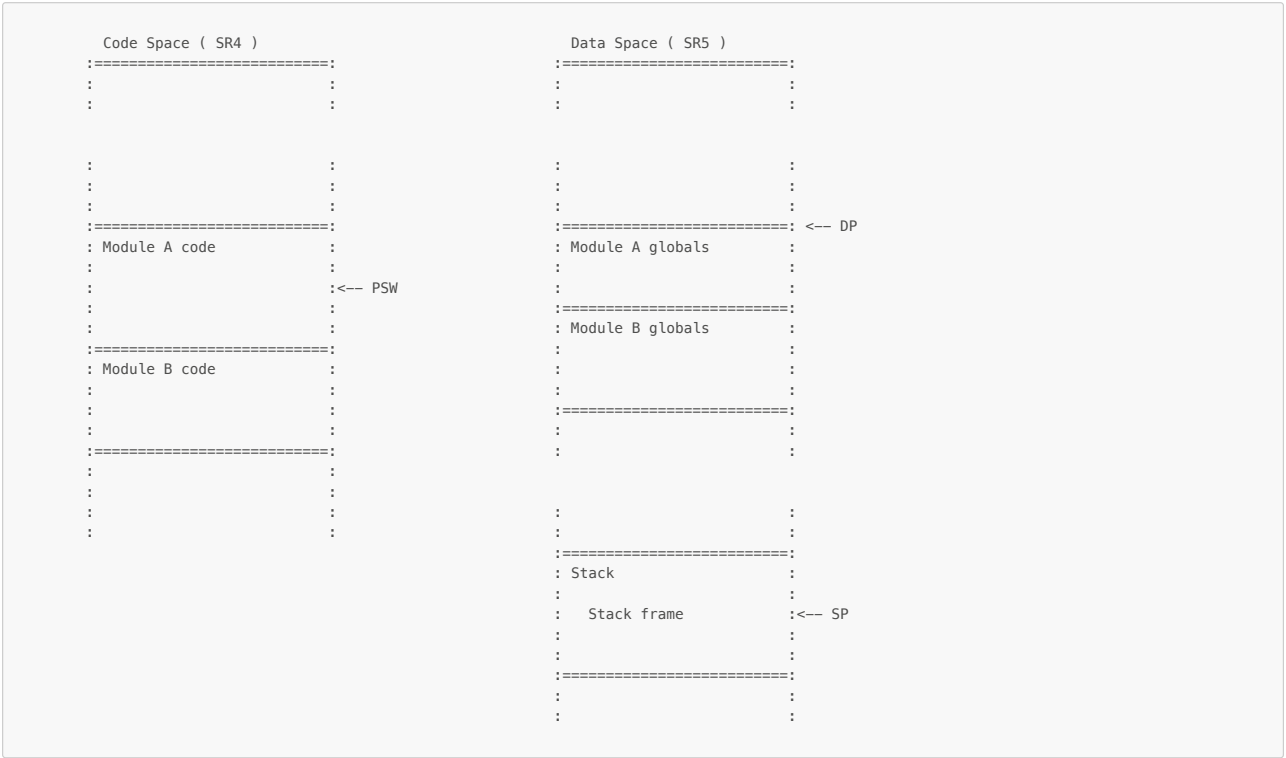 Code Space ( SR4 )                                    Data Space ( SR5 )
:===========================:                         :==========================:
:                           :                         :                          :
:                           :                         :                          :
:                           :                         :                          :
:                           :                         :                          :
:                           :                         :                          :
:===========================:                         :==========================: <-- DP
: Module A code             :                         : Module A globals         :
:                           :                         :                          :
:                           :<-- PSW                  :                          :
:                           :                         :==========================:
:                           :                         : Module B globals         :
:===========================:                         :                          :
: Module B code             :                         :                          :
:                           :                         :                          :
:                           :                         :==========================:
:                           :                         :                          :
:===========================:                         :                          :
:                           :
:                           :
:                           :                         :                          :
:                           :                         :                          :
                                                      :==========================:
                                                      : Stack                    :
                                                      :                          :
                                                      :   Stack frame            :<-- SP
                                                      :                          :
                                                      :                          :
                                                      :==========================:
                                                      :                          :
                                                      :                          :